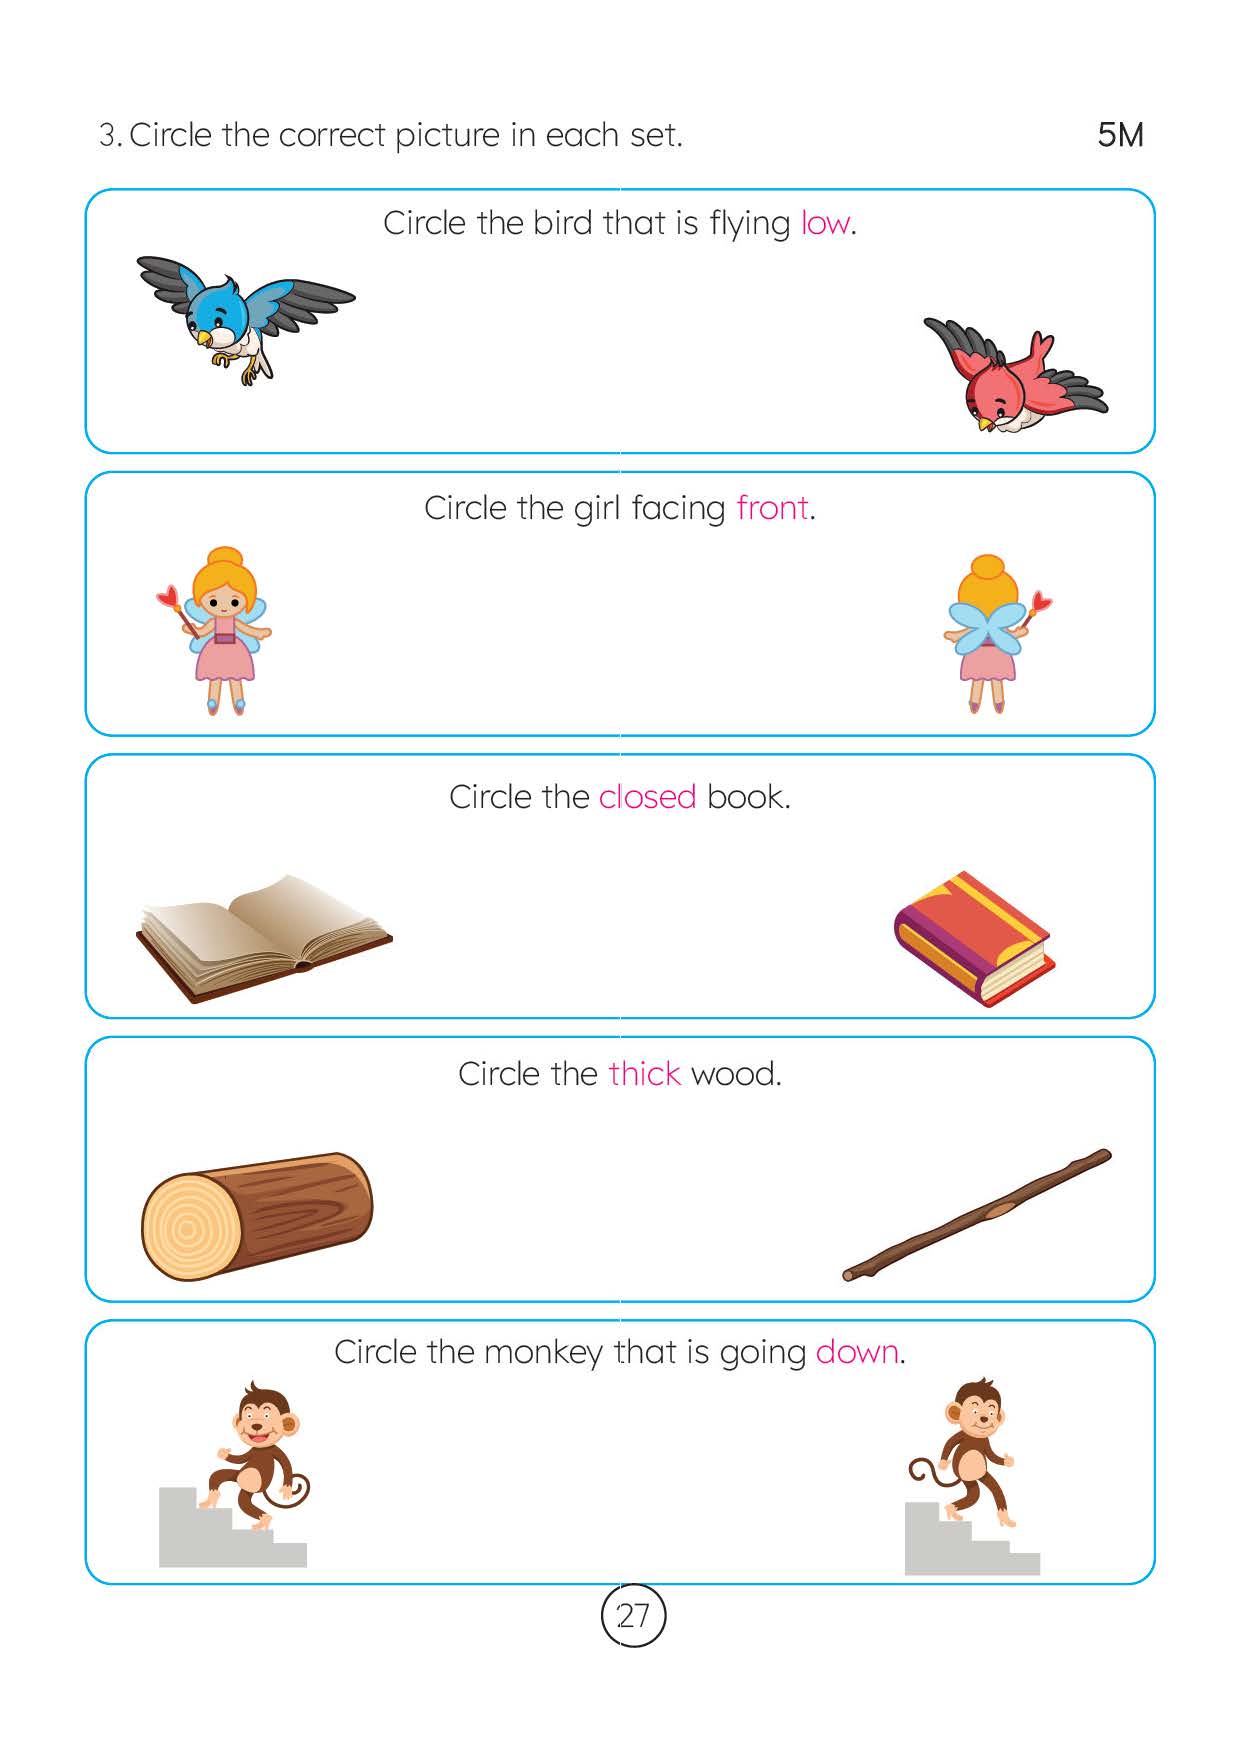 3. Circle the correct picture in each set. 5M
Circle the bird that is flying low.
Circle the girl facing front.
Circle the closed book.
Circle the thick wood.
Circle the monkey that is going down.
27